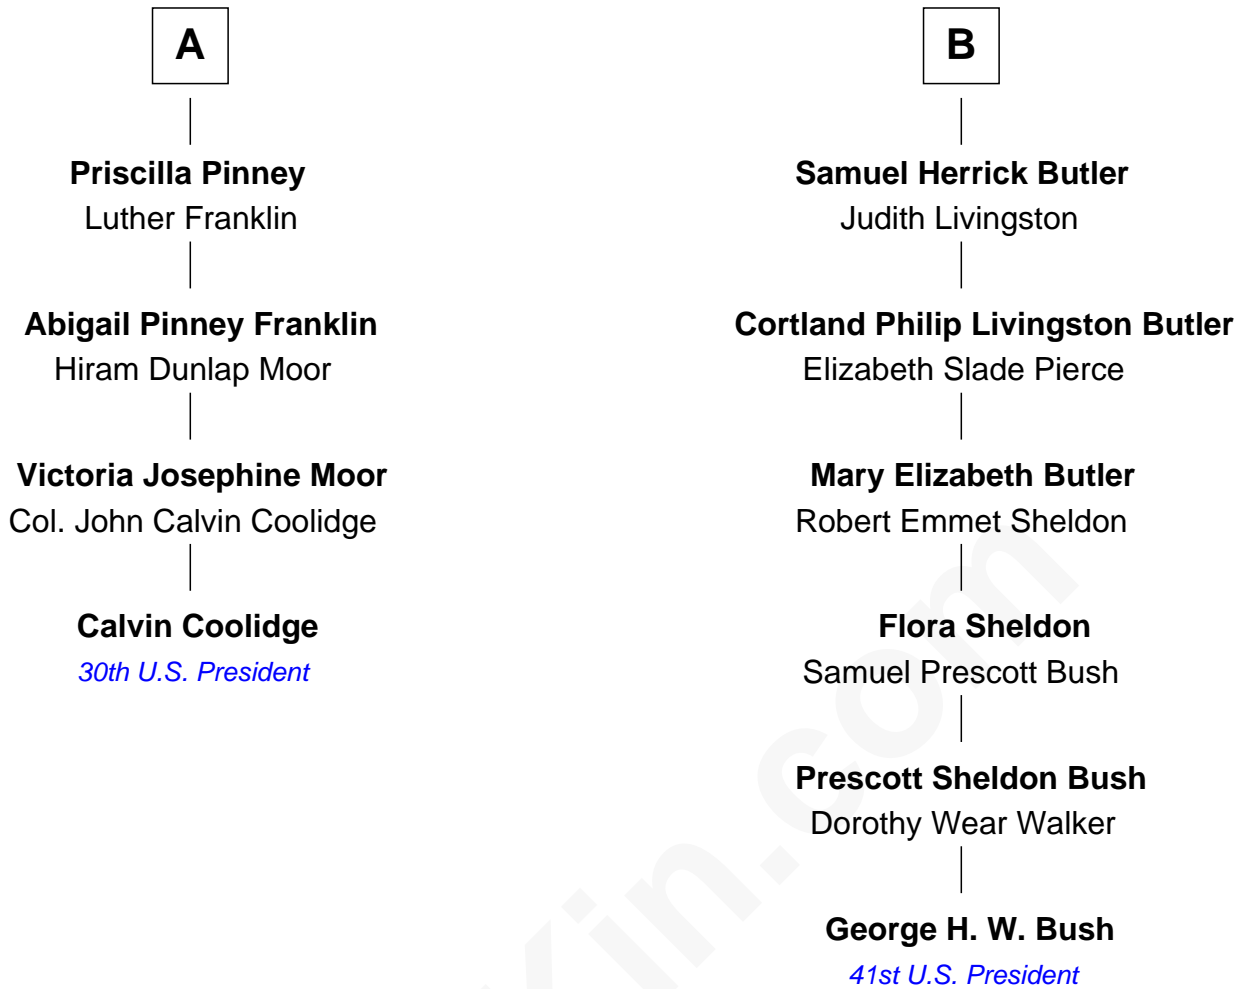 A
Priscilla Pinney
Luther Franklin
Abigail Pinney Franklin
Hiram Dunlap Moor
Victoria Josephine Moor
Col. John Calvin Coolidge
Calvin Coolidge
30th U.S. President
B
Samuel Herrick Butler
Judith Livingston
Cortland Philip Livingston Butler
Elizabeth Slade Pierce
Mary Elizabeth Butler
Robert Emmet Sheldon
Flora Sheldon
Samuel Prescott Bush
Prescott Sheldon Bush
Dorothy Wear Walker
George H. W. Bush
41st U.S. President